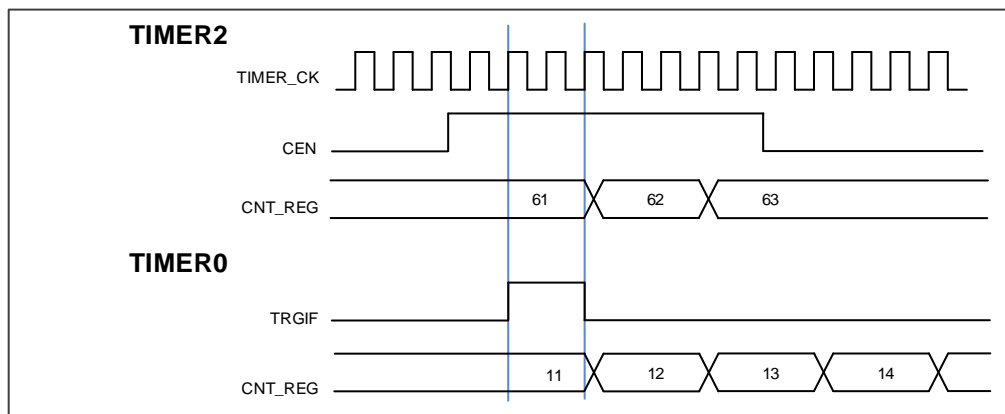 TIMER2
TIMER_CK
CEN
CNT_REG 61 62 63
TIMER0
TRGIF
CNT_REG 11 12 13 14